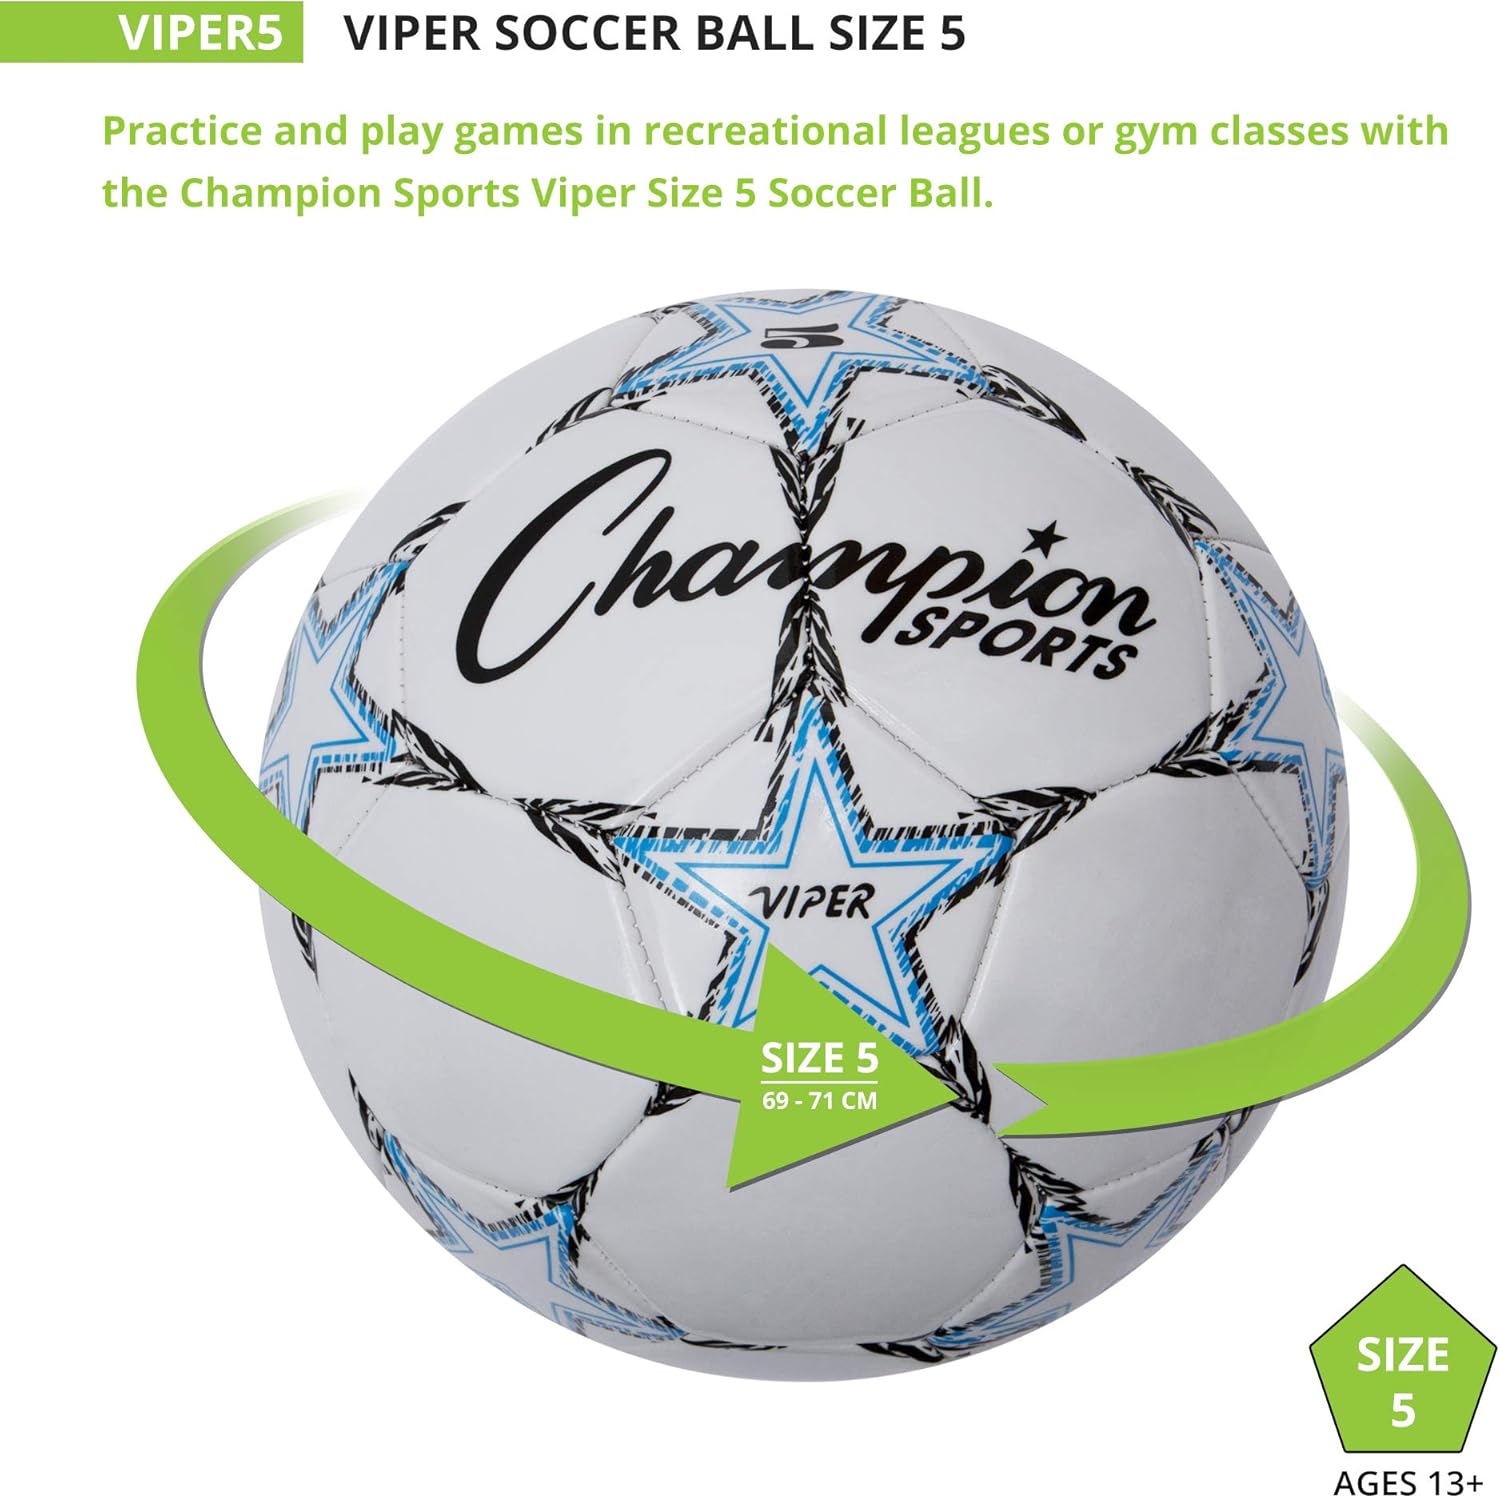 VIPER5 VIPER SOCCER BALL SIZE 5
Practice and play games in recreational leagues or gym classes with
the Champion Sports Viper Size 5 Soccer Ball.
5
Champion
SPORTS
VIPER
SIZE 5
69 - 71 CM
SIZE
5
AGES 13+